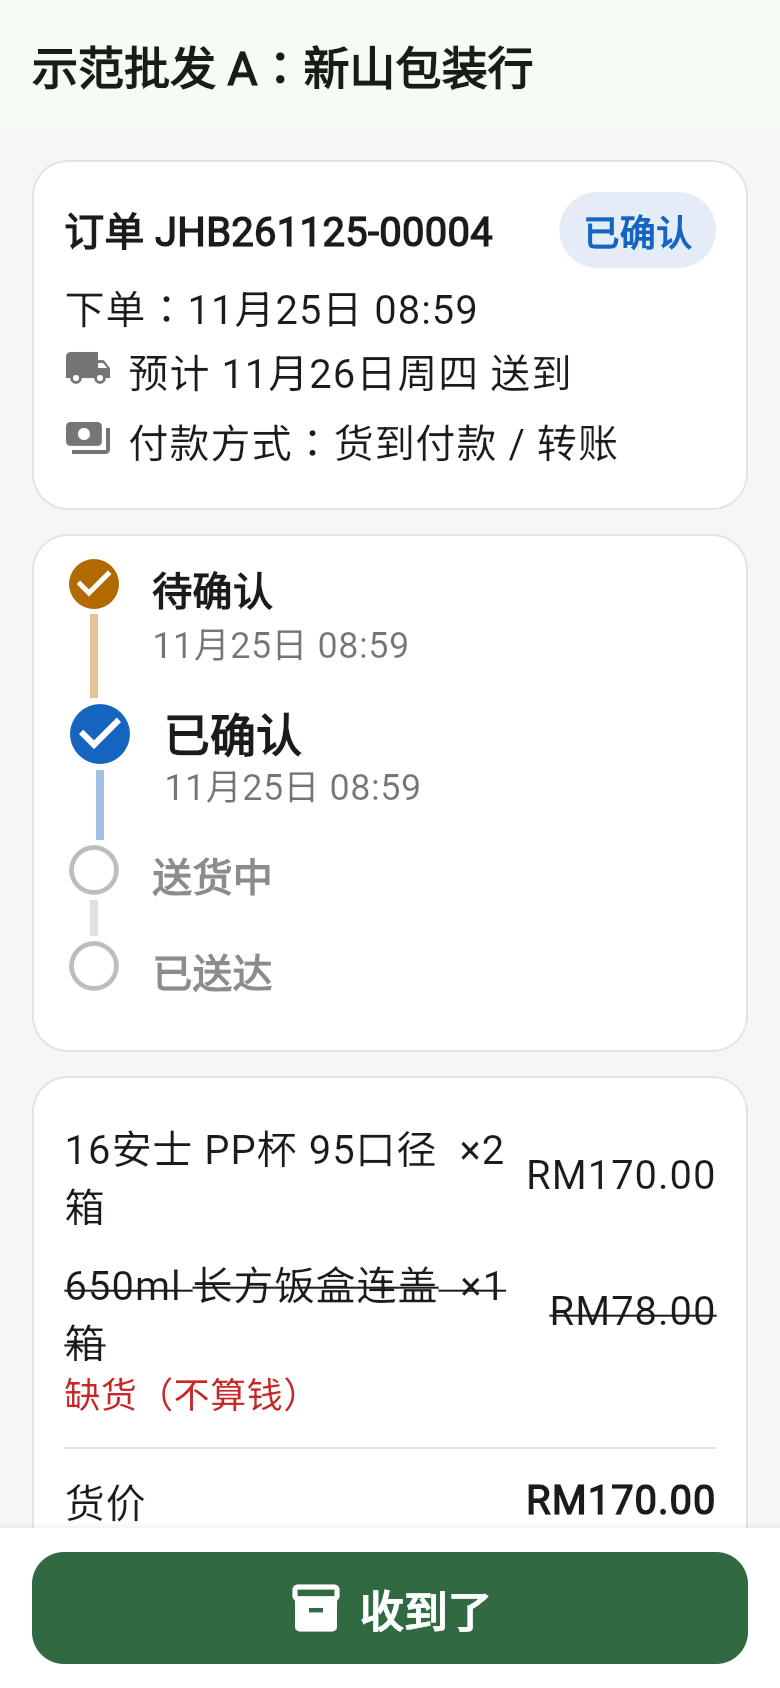 示范批发 A：新山包装行
订单 JHB261125-00004
已确认
下单：11月25日 08:59
预计 11月26日周四 送到
付款方式：货到付款 / 转账
待确认
11月25日 08:59
已确认
11月25日 08:59
送货中
已送达
16安士 PP杯 95口径 ×2
箱
RM170.00
650ml 长方饭盒连盖 ×1
箱
RM78.00
缺货（不算钱）
货价
RM170.00
收到了